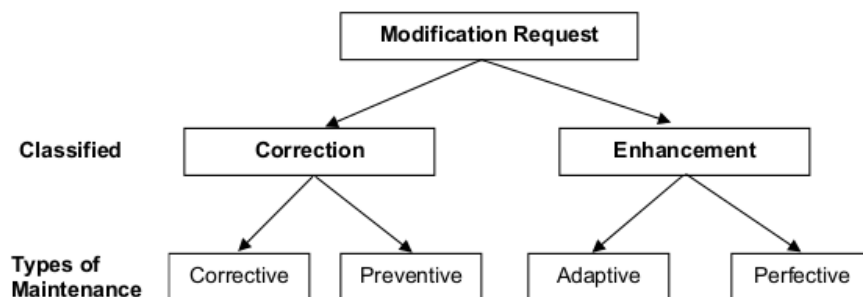 Modification Request
Classified
Correction
Enhancement
Types of
Maintenance
Corrective
Preventive
Adaptive
Perfective